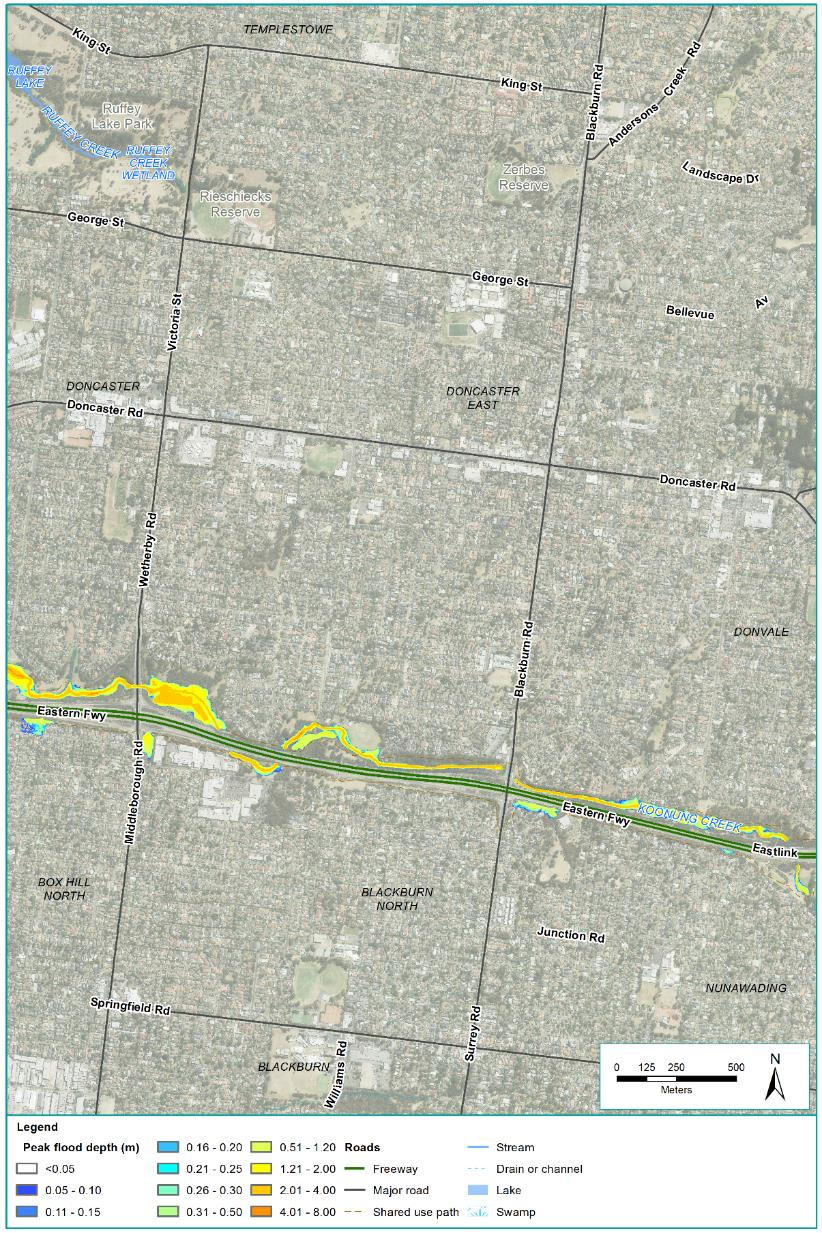 TEMPLESTOWE
King St
King St
Blackburn Rd
Andersons Creek Rd
RUFFEY
LAKE
Ruffey
Lake Park
RUFFEY CREEK
RUFFEY
CREEK
WETLAND
Zerbes
Reserve
Landscape Dr
Rieschiecks
Reserve
George St
George St
Victoria St
Bellevue
Av
DONCASTER
DONCASTER
EAST
Doncaster Rd
Doncaster Rd
Wetherby Rd
Blackburn Rd
DONVALE
Eastern Fwy
Middleborough Rd
Eastern Fwy
KOONUNG CREEK
Eastlink
BOX HILL
NORTH
BLACKBURN
NORTH
Junction Rd
NUNAWADING
Springfield Rd
Surrey Rd
BLACKBURN
Williams Rd
0 125 250 500
Meters
N
Legend
Peak flood depth (m)
<0.05
0.05 - 0.10
0.11 - 0.15
0.16 - 0.20
0.21 - 0.25
0.26 - 0.30
0.31 - 0.50
0.51 - 1.20
1.21 - 2.00
2.01 - 4.00
4.01 - 8.00
Roads
Freeway
Major road
Shared use path
Stream
Drain or channel
Lake
Swamp